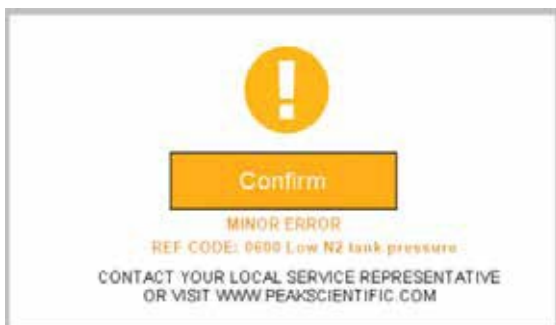 !
Confirm
MINOR ERROR
REF CODE: 0600 Low N2 tank pressure
CONTACT YOUR LOCAL SERVICE REPRESENTATIVE
OR VISIT WWW.PEAKSCIENTIFIC.COM